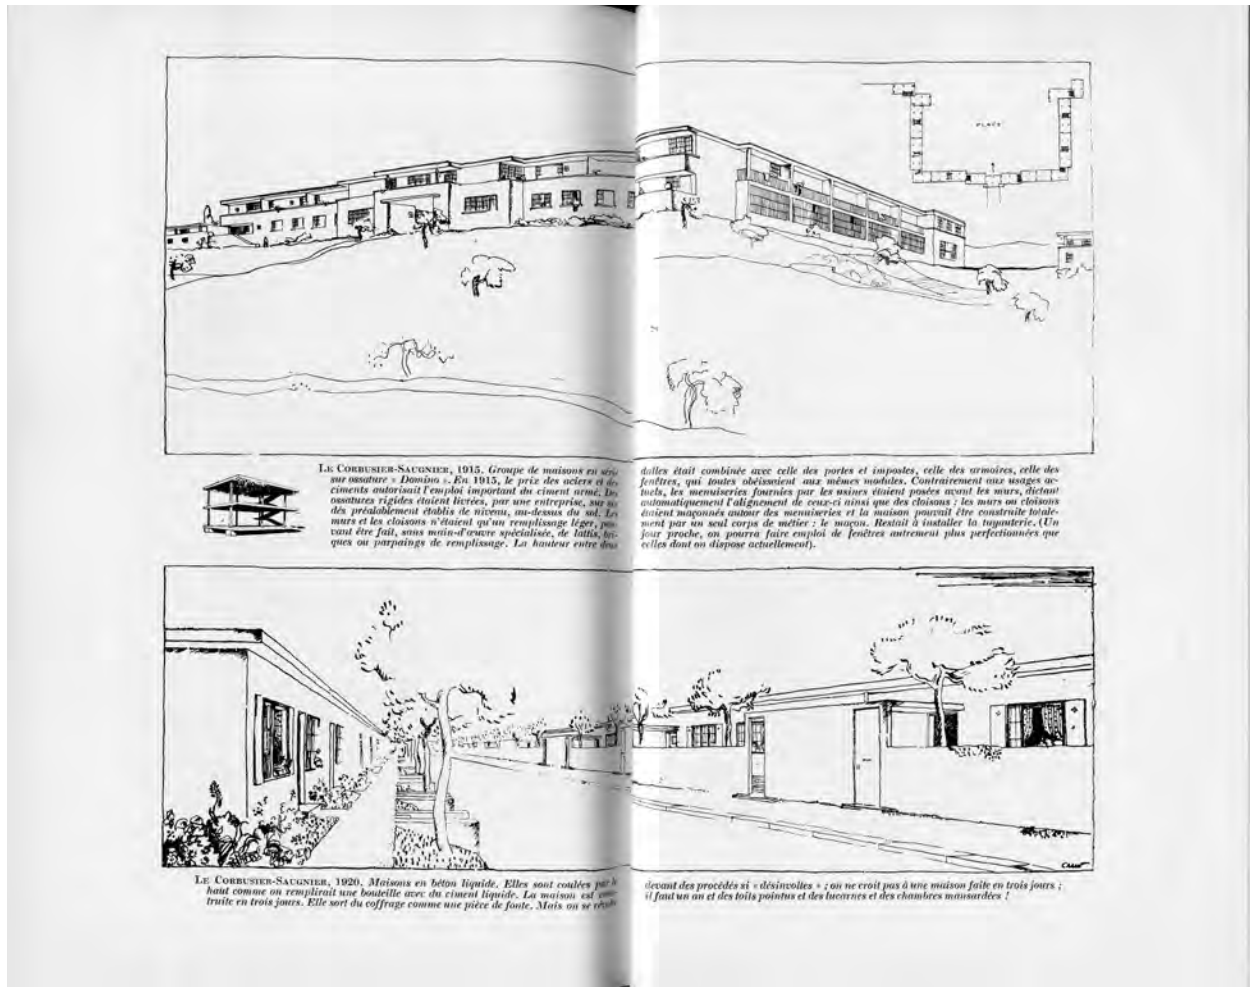 PLACE
LE CORBUSIER-SAUGNIER, 1915. Groupe de maisons en série
sur ossature « Domino ». En 1915, le prix des aciers et des
ciments autorisait l'emploi important du ciment armé. Des
ossatures rigides étaient livrées, par une entreprise, sur
dés préalablement établis de niveau, au-dessus du sol. Les
murs et les cloisons n'étaient qu'un remplissage léger, pou-
vant être fait, sans main-d'œuvre spécialisée, de lattis, bri-
ques ou parpaings de remplissage. La hauteur entre deux
dalles était combinée avec celle des portes et impostes, celle des armoires, celle des
fenêtres, qui toutes obéissaient aux mêmes modules. Contrairement aux usages ac-
tuels, les menuiseries fournies par les usines étaient posées avant les murs, dictant
automatiquement l'alignement de ceux-ci ainsi que des cloisons ; les murs ou cloisons
étaient maçonnés autour des menuiseries et la maison pouvait être construite totale-
ment par un seul corps de métier : le maçon. Restait à installer la tuyauterie. (Un
jour proche, on pourra faire emploi de fenêtres autrement plus perfectionnées que
celles dont on dispose actuellement).
LE CORBUSIER-SAUGNIER, 1920. Maisons en béton liquide. Elles sont coulées par le
haut comme on remplirait une bouteille avec du ciment liquide. La maison est cons-
truite en trois jours. Elle sort du coffrage comme une pièce de fonte. Mais on se révolte
devant des procédés si « désinvoltes » ; on ne croit pas à une maison faite en trois jours ;
il faut un an et des toits pointus et des lucarnes et des chambres mansardées !